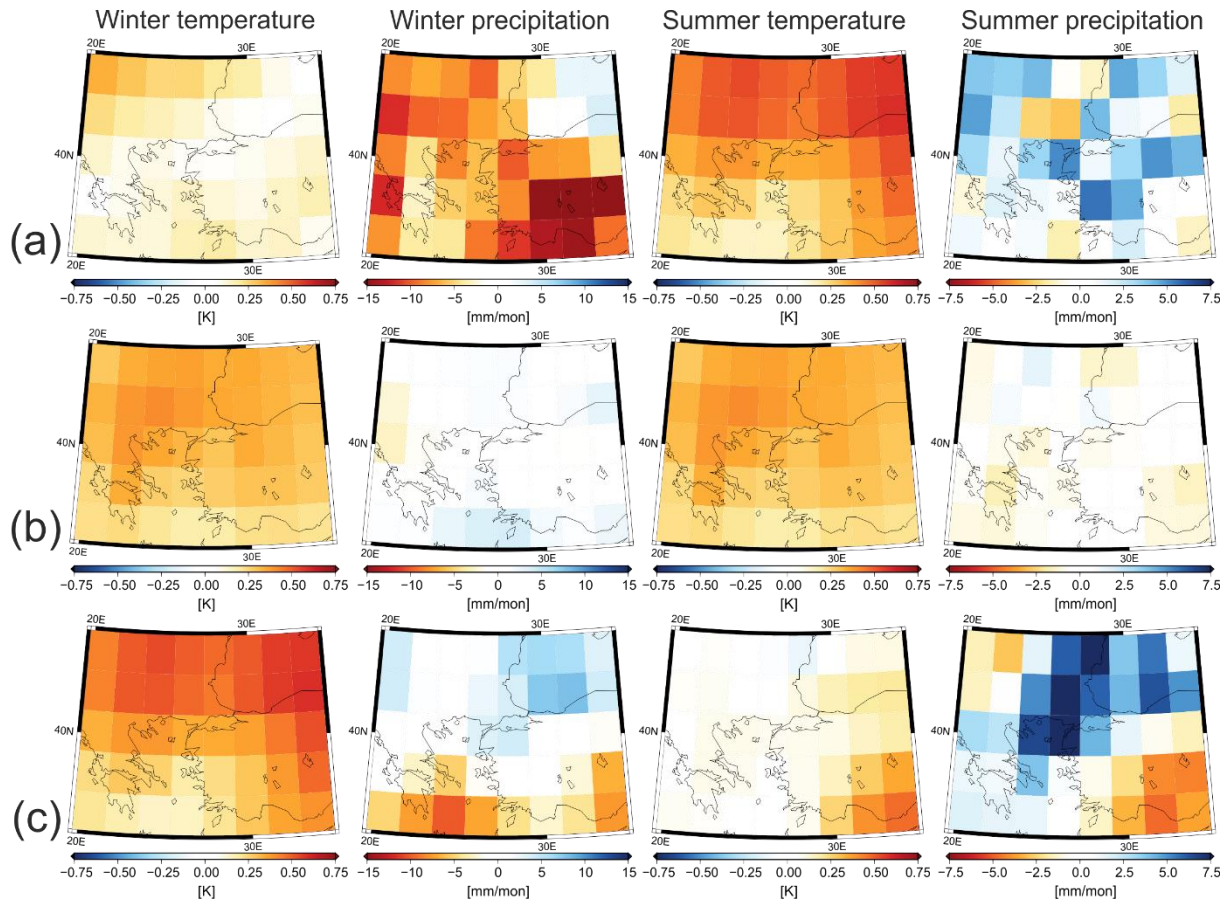 Winter temperature Winter precipitation Summer temperature Summer precipitation
20E 30E 20E 30E 20E 30E 20E 30E
40N 40N 40N 40N
(a)
20E 30E 20E 30E 20E 30E 20E 30E
−0.75 −0.50 −0.25 0.00 0.25 0.50 0.75 −15 −10 −5 0 5 10 15 −0.75 −0.50 −0.25 0.00 0.25 0.50 0.75 −7.5 −5.0 −2.5 0.0 2.5 5.0 7.5
[K] [mm/mon] [K] [mm/mon]
20E 30E 20E 30E 20E 30E 20E 30E
40N 40N 40N 40N
(b)
20E 30E 20E 30E 20E 30E 20E 30E
−0.75 −0.50 −0.25 0.00 0.25 0.50 0.75 −15 −10 −5 0 5 10 15 −0.75 −0.50 −0.25 0.00 0.25 0.50 0.75 −7.5 −5.0 −2.5 0.0 2.5 5.0 7.5
[K] [mm/mon] [K] [mm/mon]
20E 30E 20E 30E 20E 30E 20E 30E
40N 40N 40N 40N
(c)
20E 30E 20E 30E 20E 30E 20E 30E
−0.75 −0.50 −0.25 0.00 0.25 0.50 0.75 −15 −10 −5 0 5 10 15 −0.75 −0.50 −0.25 0.00 0.25 0.50 0.75 −7.5 −5.0 −2.5 0.0 2.5 5.0 7.5
[K] [mm/mon] [K] [mm/mon]